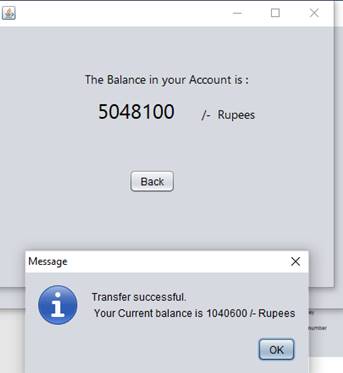 The Balance in your Account is :
5048100 /- Rupees
Back
Message
Transfer successful.
Your Current balance is 1040600 /- Rupees
OK
number